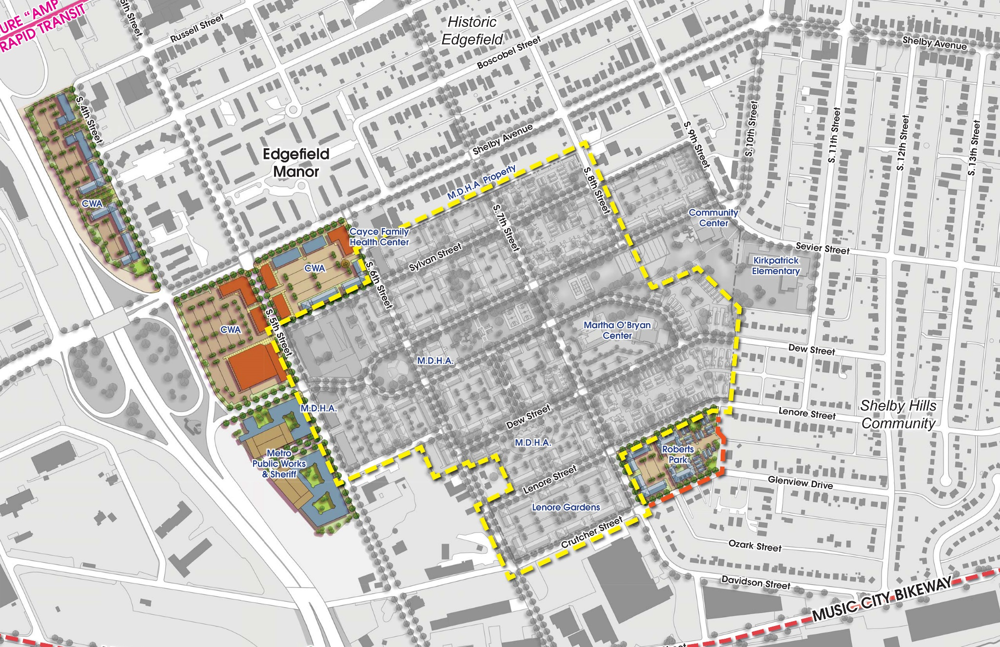 URE "AMP
RAPID TRANSIT
5th Street
Russell Street
Historic
Edgefield
Boscobel Street
Shelby Avenue
S. 4th Street
S. 10th Street
S. 11th Street
S. 12th Street
S. 13th Street
S. 9th Street
Shelby Avenue
Edgefield
Manor
M.D.H.A Property
S. 8th Street
CWA
S. 7th Street
Community
Center
Cayce Family
Health Center
Sevier Street
Sylvan Street
Kirkpatrick
Elementary
CWA
S. 6th Street
CWA
S. 5th Street
Martha O'Bryan
Center
Dew Street
M.D.H.A.
M.D.H.A.
Dew Street
Lenore Street
Shelby Hills
Community
M.D.H.A.
Roberts
Park
Metro
Public Works
& Sheriff
Lenore Street
Glenview Drive
Lenore Gardens
Crutcher Street
Ozark Street
Davidson Street
MUSIC CITY BIKEWAY